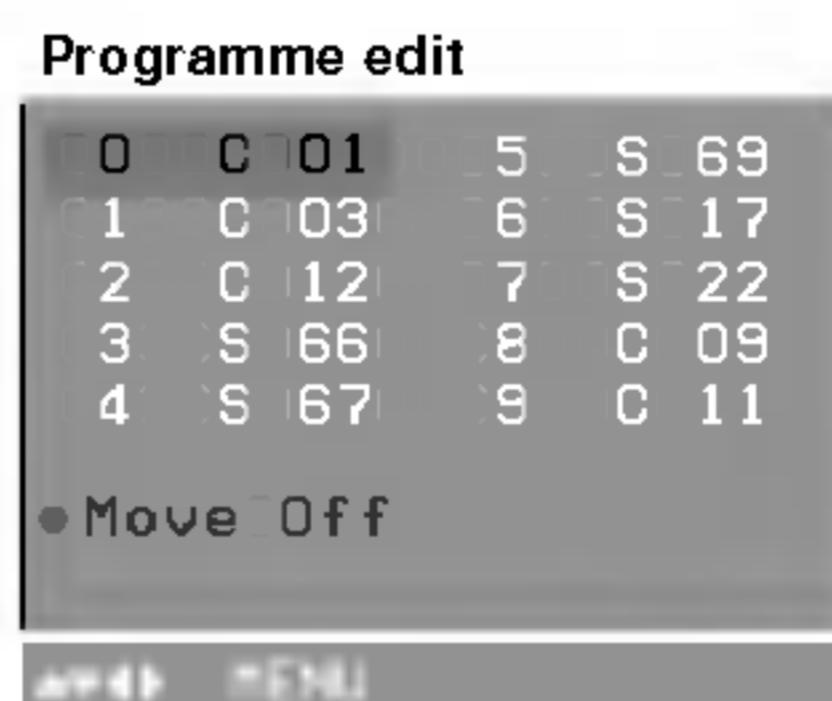 Programme edit
0 C 01 5 S 69
1 C 03 6 S 17
2 C 12 7 S 22
3 S 66 8 C 09
4 S 67 9 C 11
Move Off
MENU